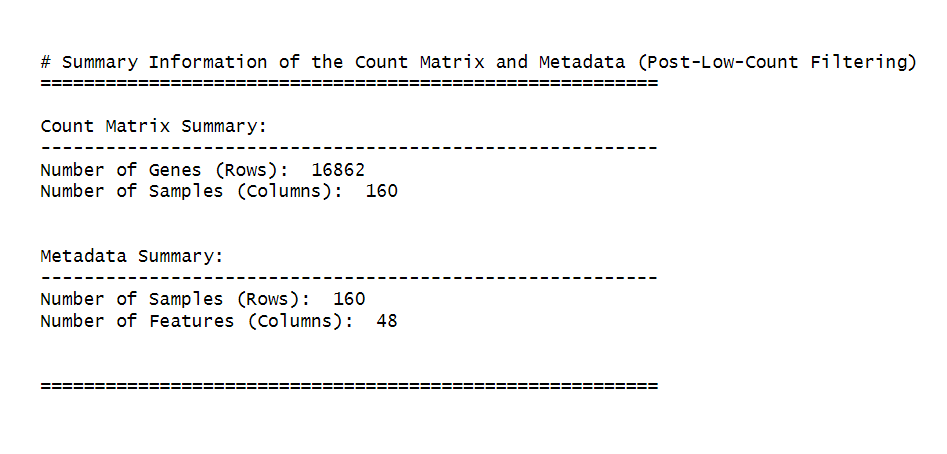 # Summary Information of the Count Matrix and Metadata (Post-Low-Count Filtering)
=========================================================
Count Matrix Summary:
---------------------------------------------------------
Number of Genes (Rows):  16862
Number of Samples (Columns):  160
Metadata Summary:
---------------------------------------------------------
Number of Samples (Rows):  160
Number of Features (Columns):  48
=========================================================